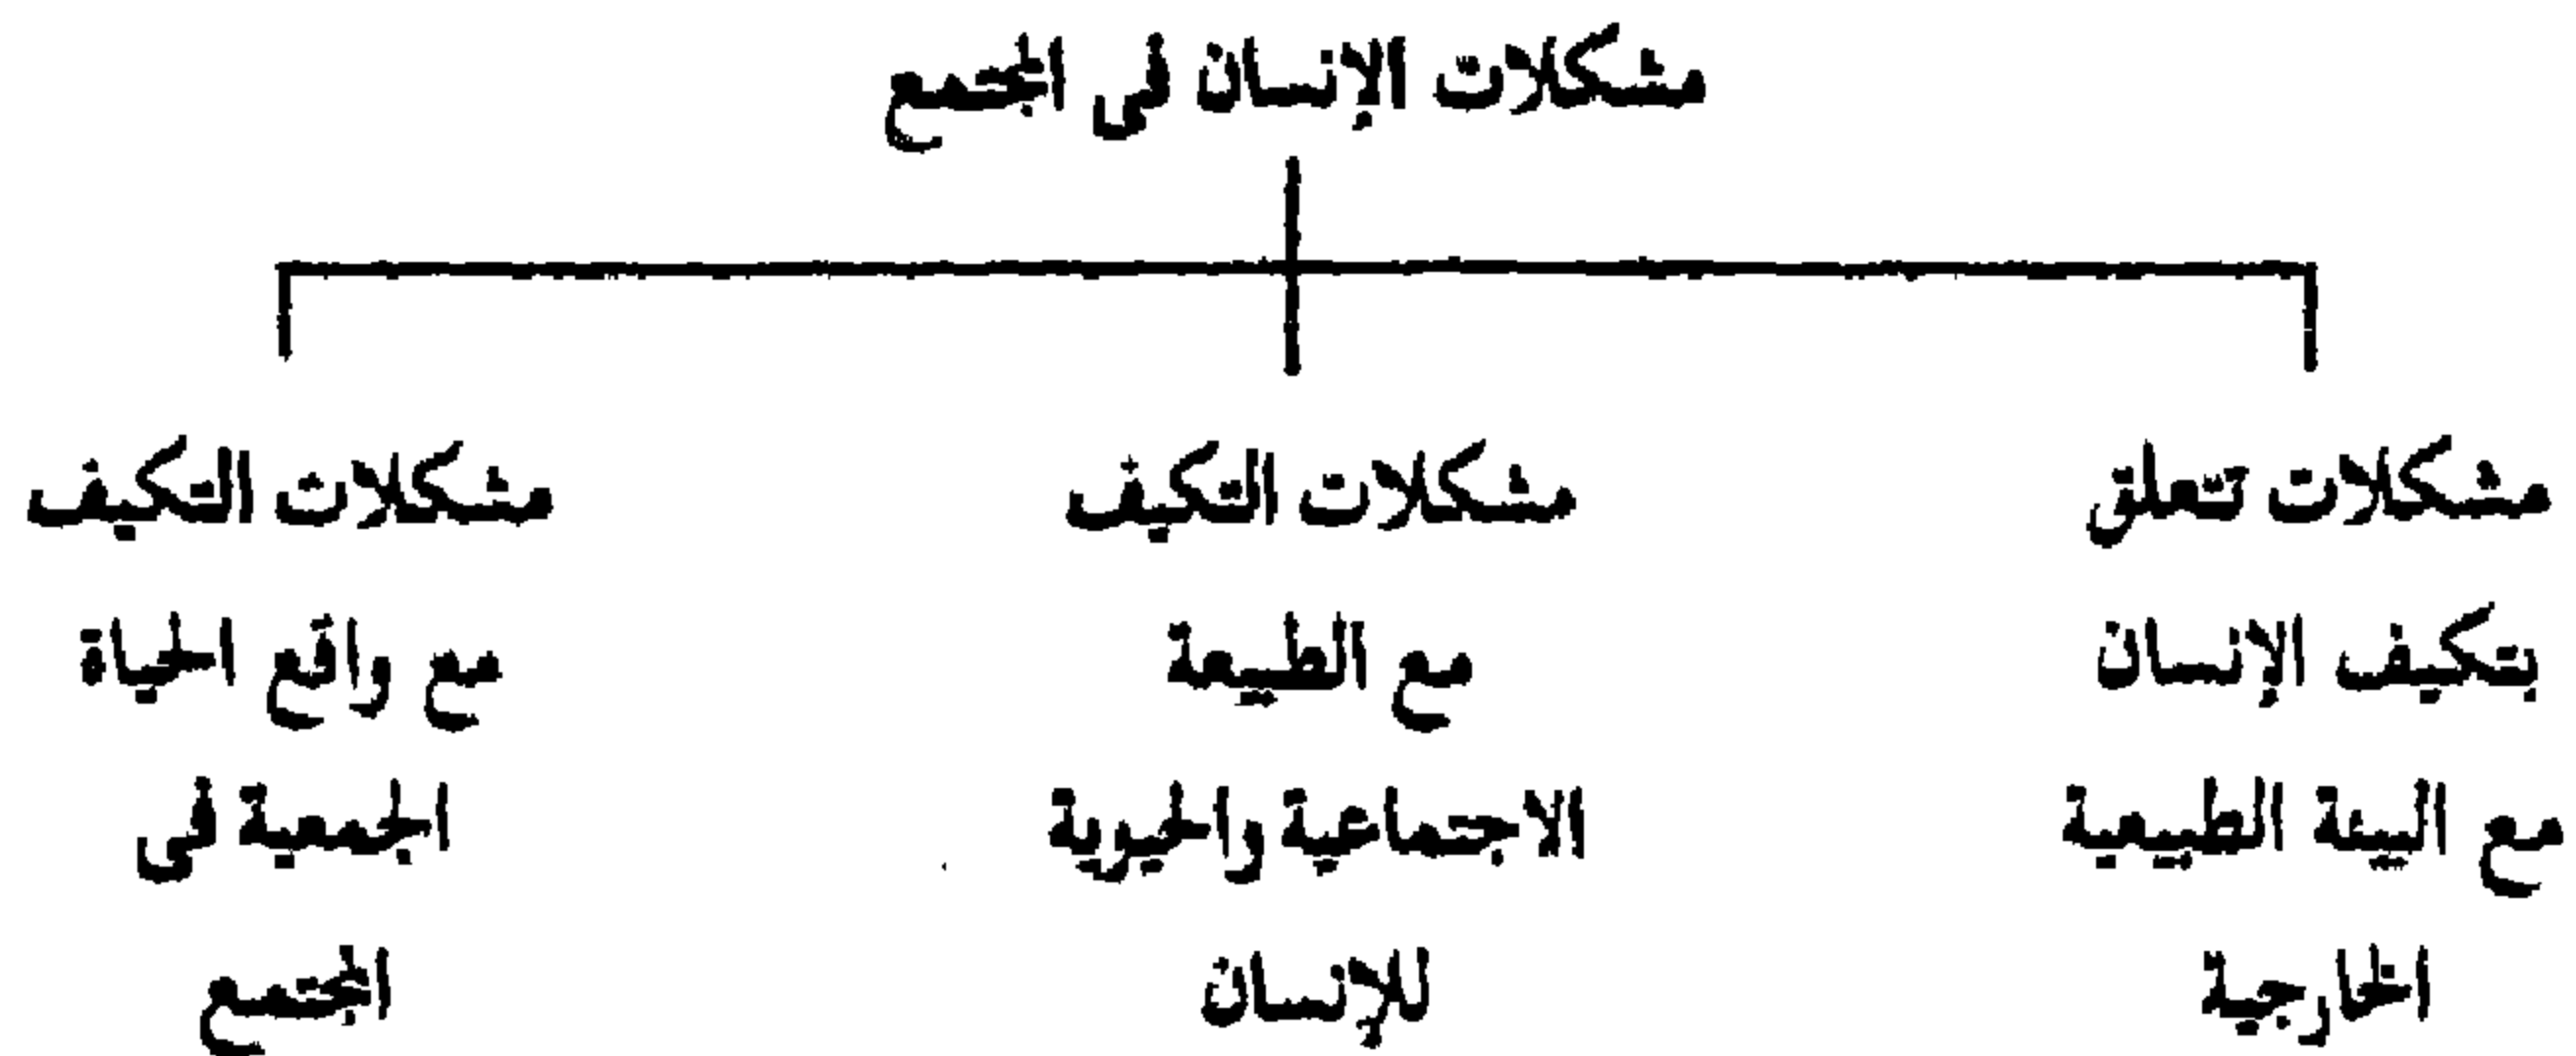 مشكلات الإنسان فى المجتمع
مشكلات تتعلق
بتكيف الإنسان
مع البيئة الطبيعية
الخارجية
مشكلات التكيف
مع الطبيعة
الاجتماعية والحيوية
للإنسان
مشكلات التكيف
مع واقع الحياة
الجمعية فى
المجتمع